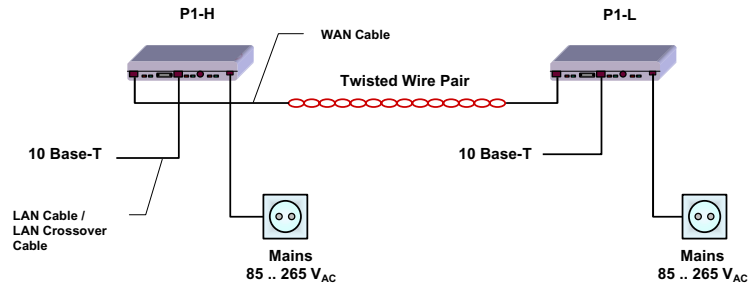 P1-H
P1-L
WAN Cable
Twisted Wire Pair
10 Base-T
10 Base-T
LAN Cable /
LAN Crossover
Cable
Mains
85 .. 265 VAC
Mains
85 .. 265 VAC